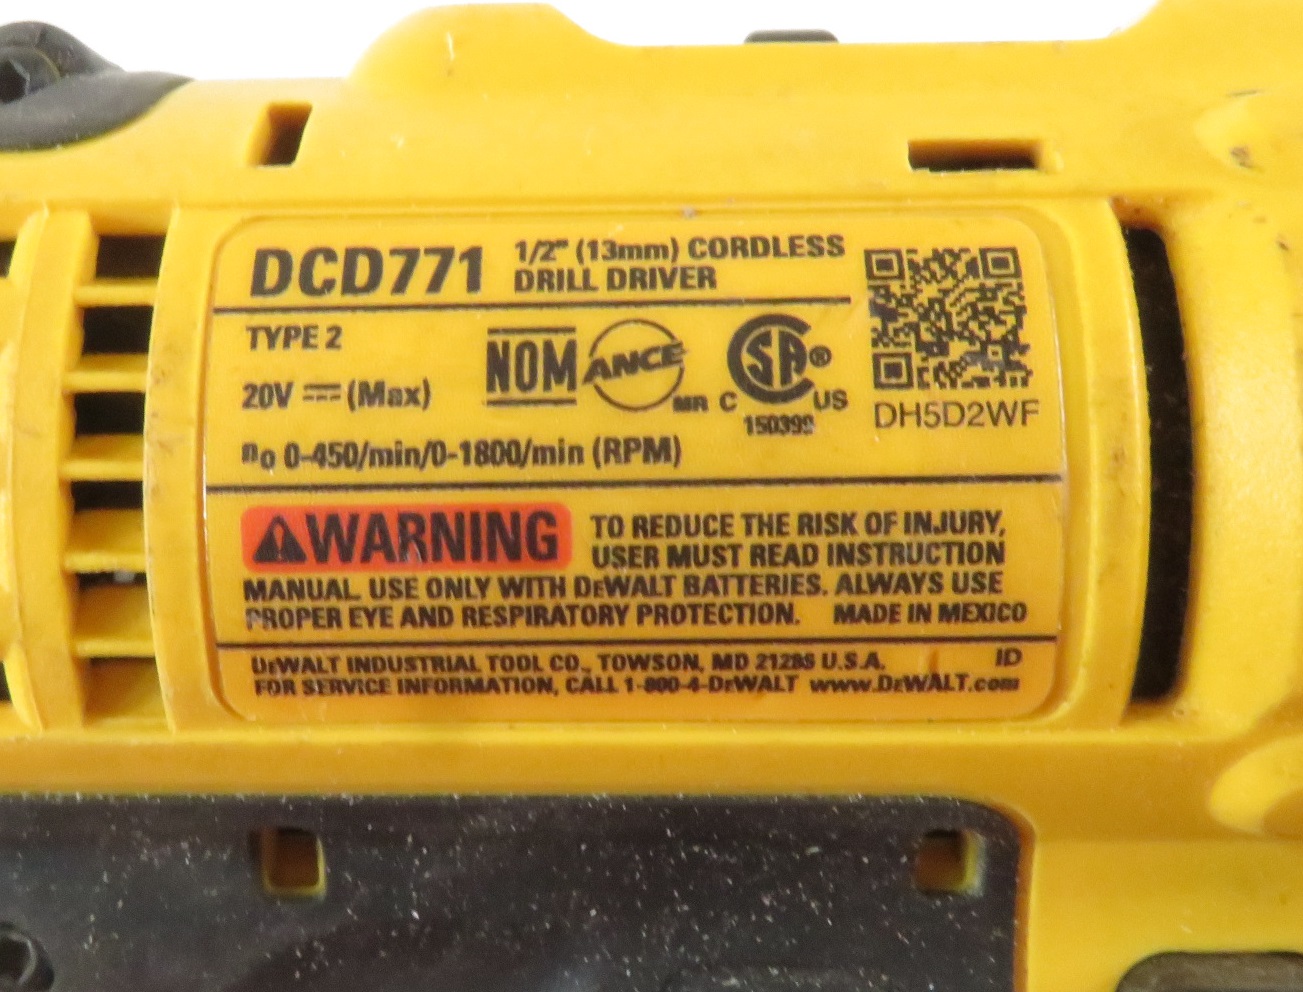 DCD771 1/2" (13mm) CORDLESS
DRILL DRIVER
TYPE 2
NOM ANCE MR
CSA® C US
150399
20V ⎓ (Max)
DH5D2WF
no 0-450/min/0-1800/min (RPM)
WARNING TO REDUCE THE RISK OF INJURY,
USER MUST READ INSTRUCTION
MANUAL. USE ONLY WITH DEWALT BATTERIES. ALWAYS USE
PROPER EYE AND RESPIRATORY PROTECTION. MADE IN MEXICO
DEWALT INDUSTRIAL TOOL CO., TOWSON, MD 21286 U.S.A. ID
FOR SERVICE INFORMATION, CALL 1-800-4-DEWALT www.DEWALT.com